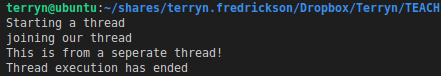 terryn@ubuntu:~/shares/terryn.fredrickson/Dropbox/Terryn/TEACH
Starting a thread
joining our thread
This is from a seperate thread!
Thread execution has ended